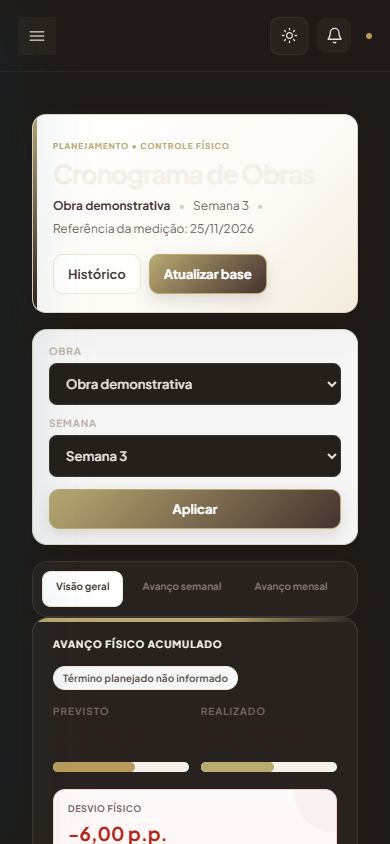 PLANEJAMENTO • CONTROLE FÍSICO
Cronograma de Obras
Obra demonstrativa • Semana 3 •
Referência da medição: 25/11/2026
Histórico
Atualizar base
OBRA
Obra demonstrativa
SEMANA
Semana 3
Aplicar
Visão geral
Avanço semanal
Avanço mensal
AVANÇO FÍSICO ACUMULADO
Término planejado não informado
PREVISTO
REALIZADO
DESVIO FÍSICO
-6,00 p.p.